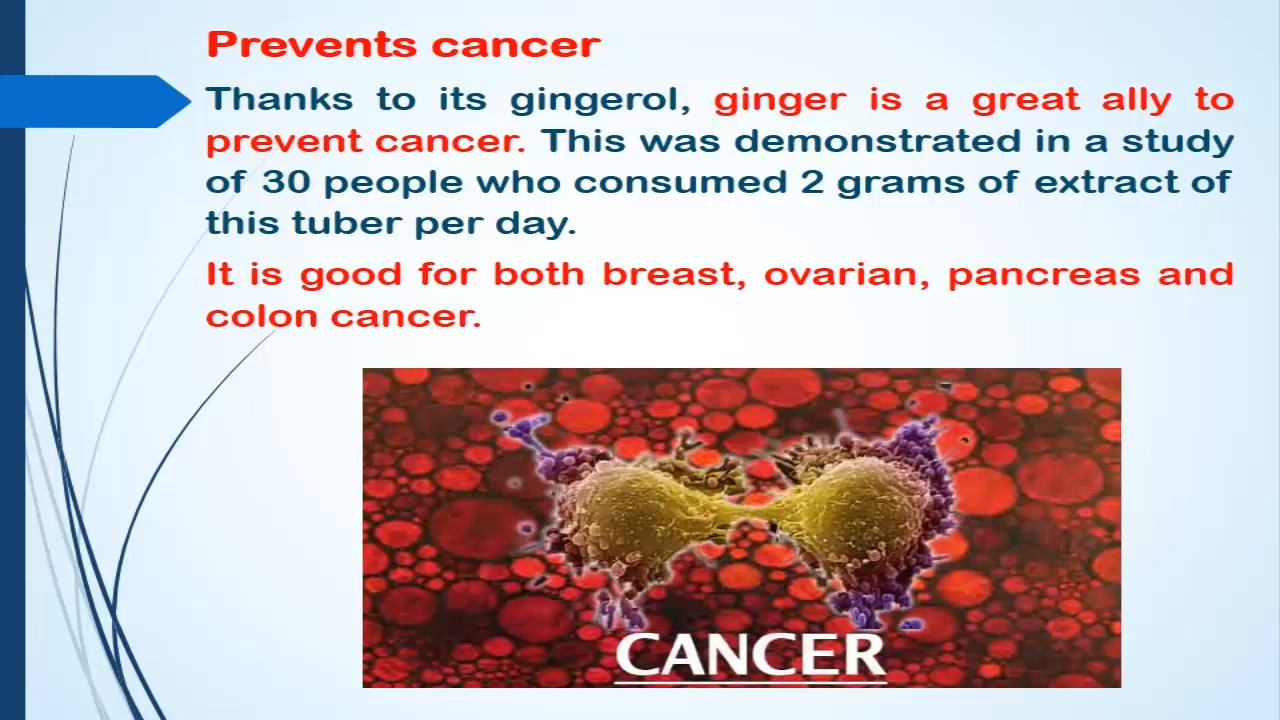 Prevents cancer
Thanks to its gingerol, ginger is a great ally to
prevent cancer. This was demonstrated in a study
of 30 people who consumed 2 grams of extract of
this tuber per day.
It is good for both breast, ovarian, pancreas and
colon cancer.
CANCER